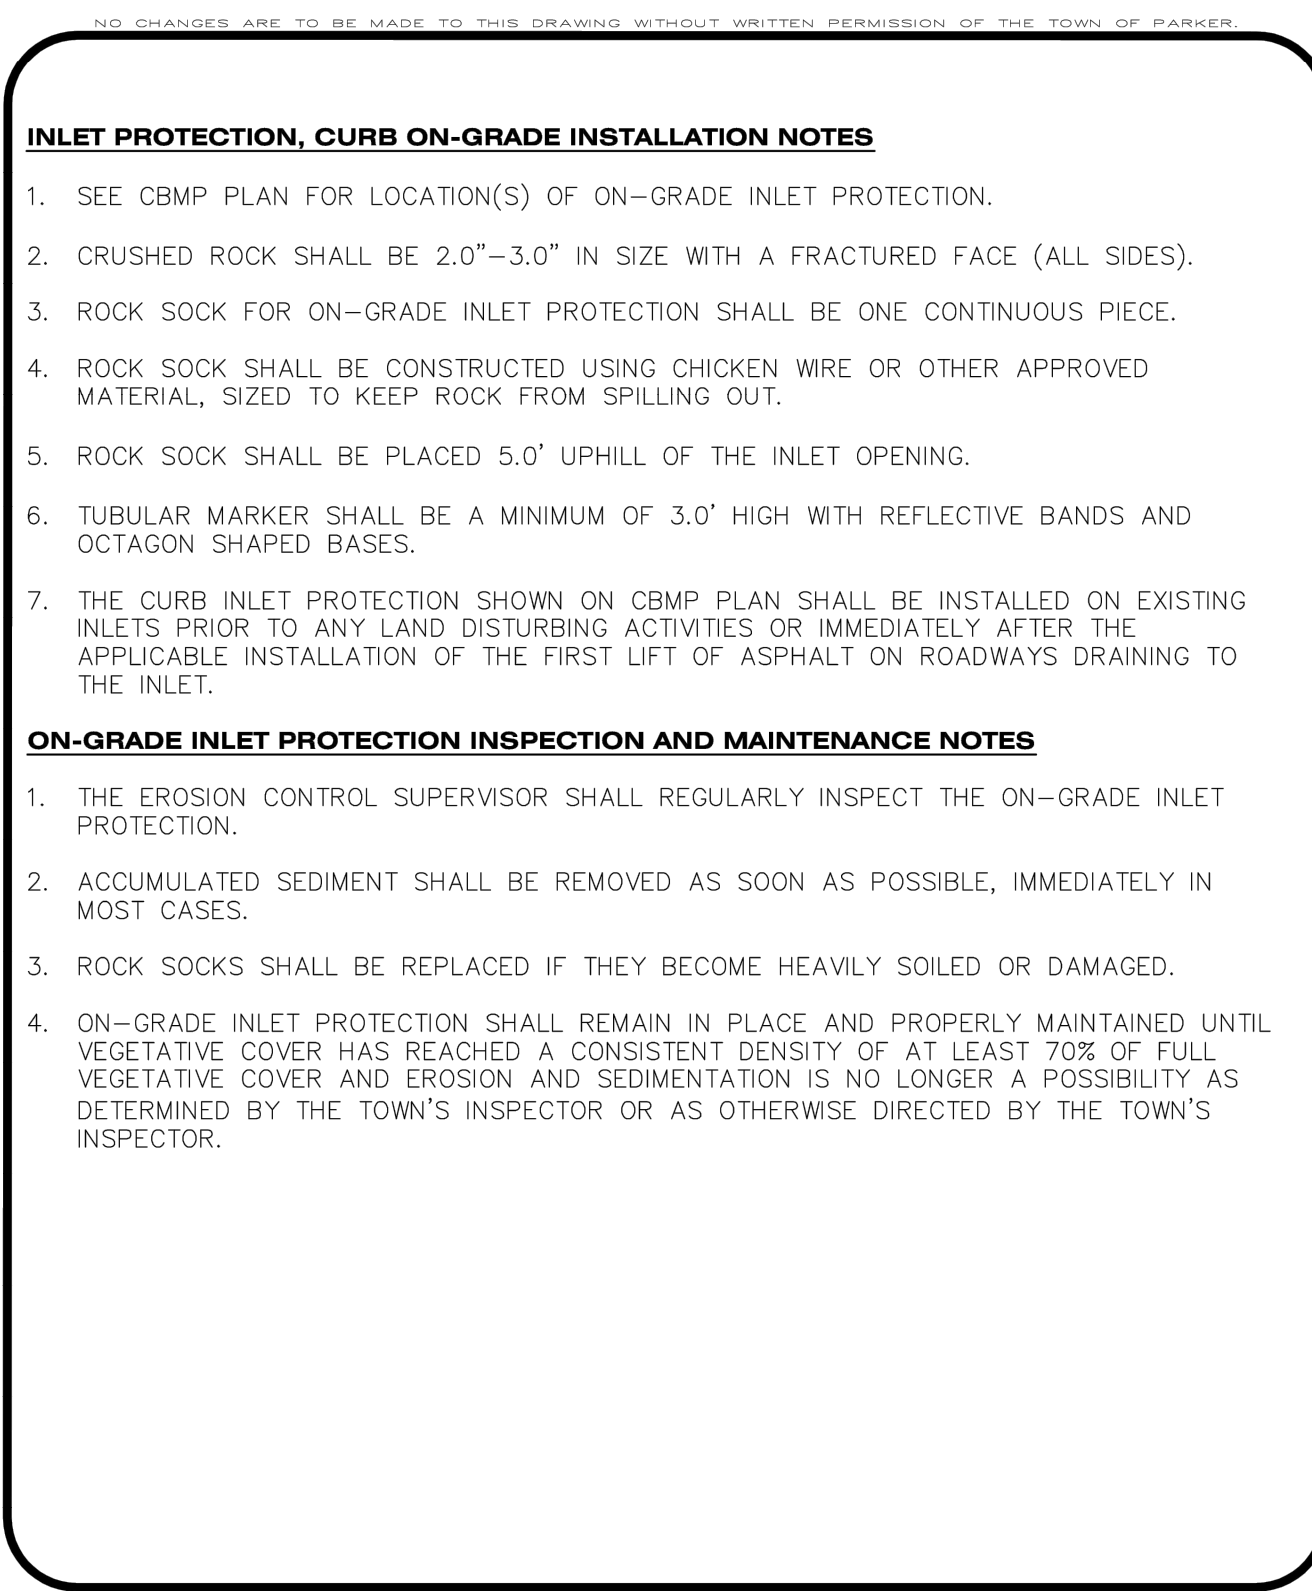 NO CHANGES ARE TO BE MADE TO THIS DRAWING WITHOUT WRITTEN PERMISSION OF THE TOWN OF PARKER.
INLET PROTECTION, CURB ON-GRADE INSTALLATION NOTES
1. SEE CBMP PLAN FOR LOCATION(S) OF ON–GRADE INLET PROTECTION.
2. CRUSHED ROCK SHALL BE 2.0”–3.0” IN SIZE WITH A FRACTURED FACE (ALL SIDES).
3. ROCK SOCK FOR ON–GRADE INLET PROTECTION SHALL BE ONE CONTINUOUS PIECE.
4. ROCK SOCK SHALL BE CONSTRUCTED USING CHICKEN WIRE OR OTHER APPROVED
MATERIAL, SIZED TO KEEP ROCK FROM SPILLING OUT.
5. ROCK SOCK SHALL BE PLACED 5.0’ UPHILL OF THE INLET OPENING.
6. TUBULAR MARKER SHALL BE A MINIMUM OF 3.0’ HIGH WITH REFLECTIVE BANDS AND
OCTAGON SHAPED BASES.
7. THE CURB INLET PROTECTION SHOWN ON CBMP PLAN SHALL BE INSTALLED ON EXISTING
INLETS PRIOR TO ANY LAND DISTURBING ACTIVITIES OR IMMEDIATELY AFTER THE
APPLICABLE INSTALLATION OF THE FIRST LIFT OF ASPHALT ON ROADWAYS DRAINING TO
THE INLET.
ON-GRADE INLET PROTECTION INSPECTION AND MAINTENANCE NOTES
1. THE EROSION CONTROL SUPERVISOR SHALL REGULARLY INSPECT THE ON–GRADE INLET
PROTECTION.
2. ACCUMULATED SEDIMENT SHALL BE REMOVED AS SOON AS POSSIBLE, IMMEDIATELY IN
MOST CASES.
3. ROCK SOCKS SHALL BE REPLACED IF THEY BECOME HEAVILY SOILED OR DAMAGED.
4. ON–GRADE INLET PROTECTION SHALL REMAIN IN PLACE AND PROPERLY MAINTAINED UNTIL
VEGETATIVE COVER HAS REACHED A CONSISTENT DENSITY OF AT LEAST 70% OF FULL
VEGETATIVE COVER AND EROSION AND SEDIMENTATION IS NO LONGER A POSSIBILITY AS
DETERMINED BY THE TOWN’S INSPECTOR OR AS OTHERWISE DIRECTED BY THE TOWN’S
INSPECTOR.